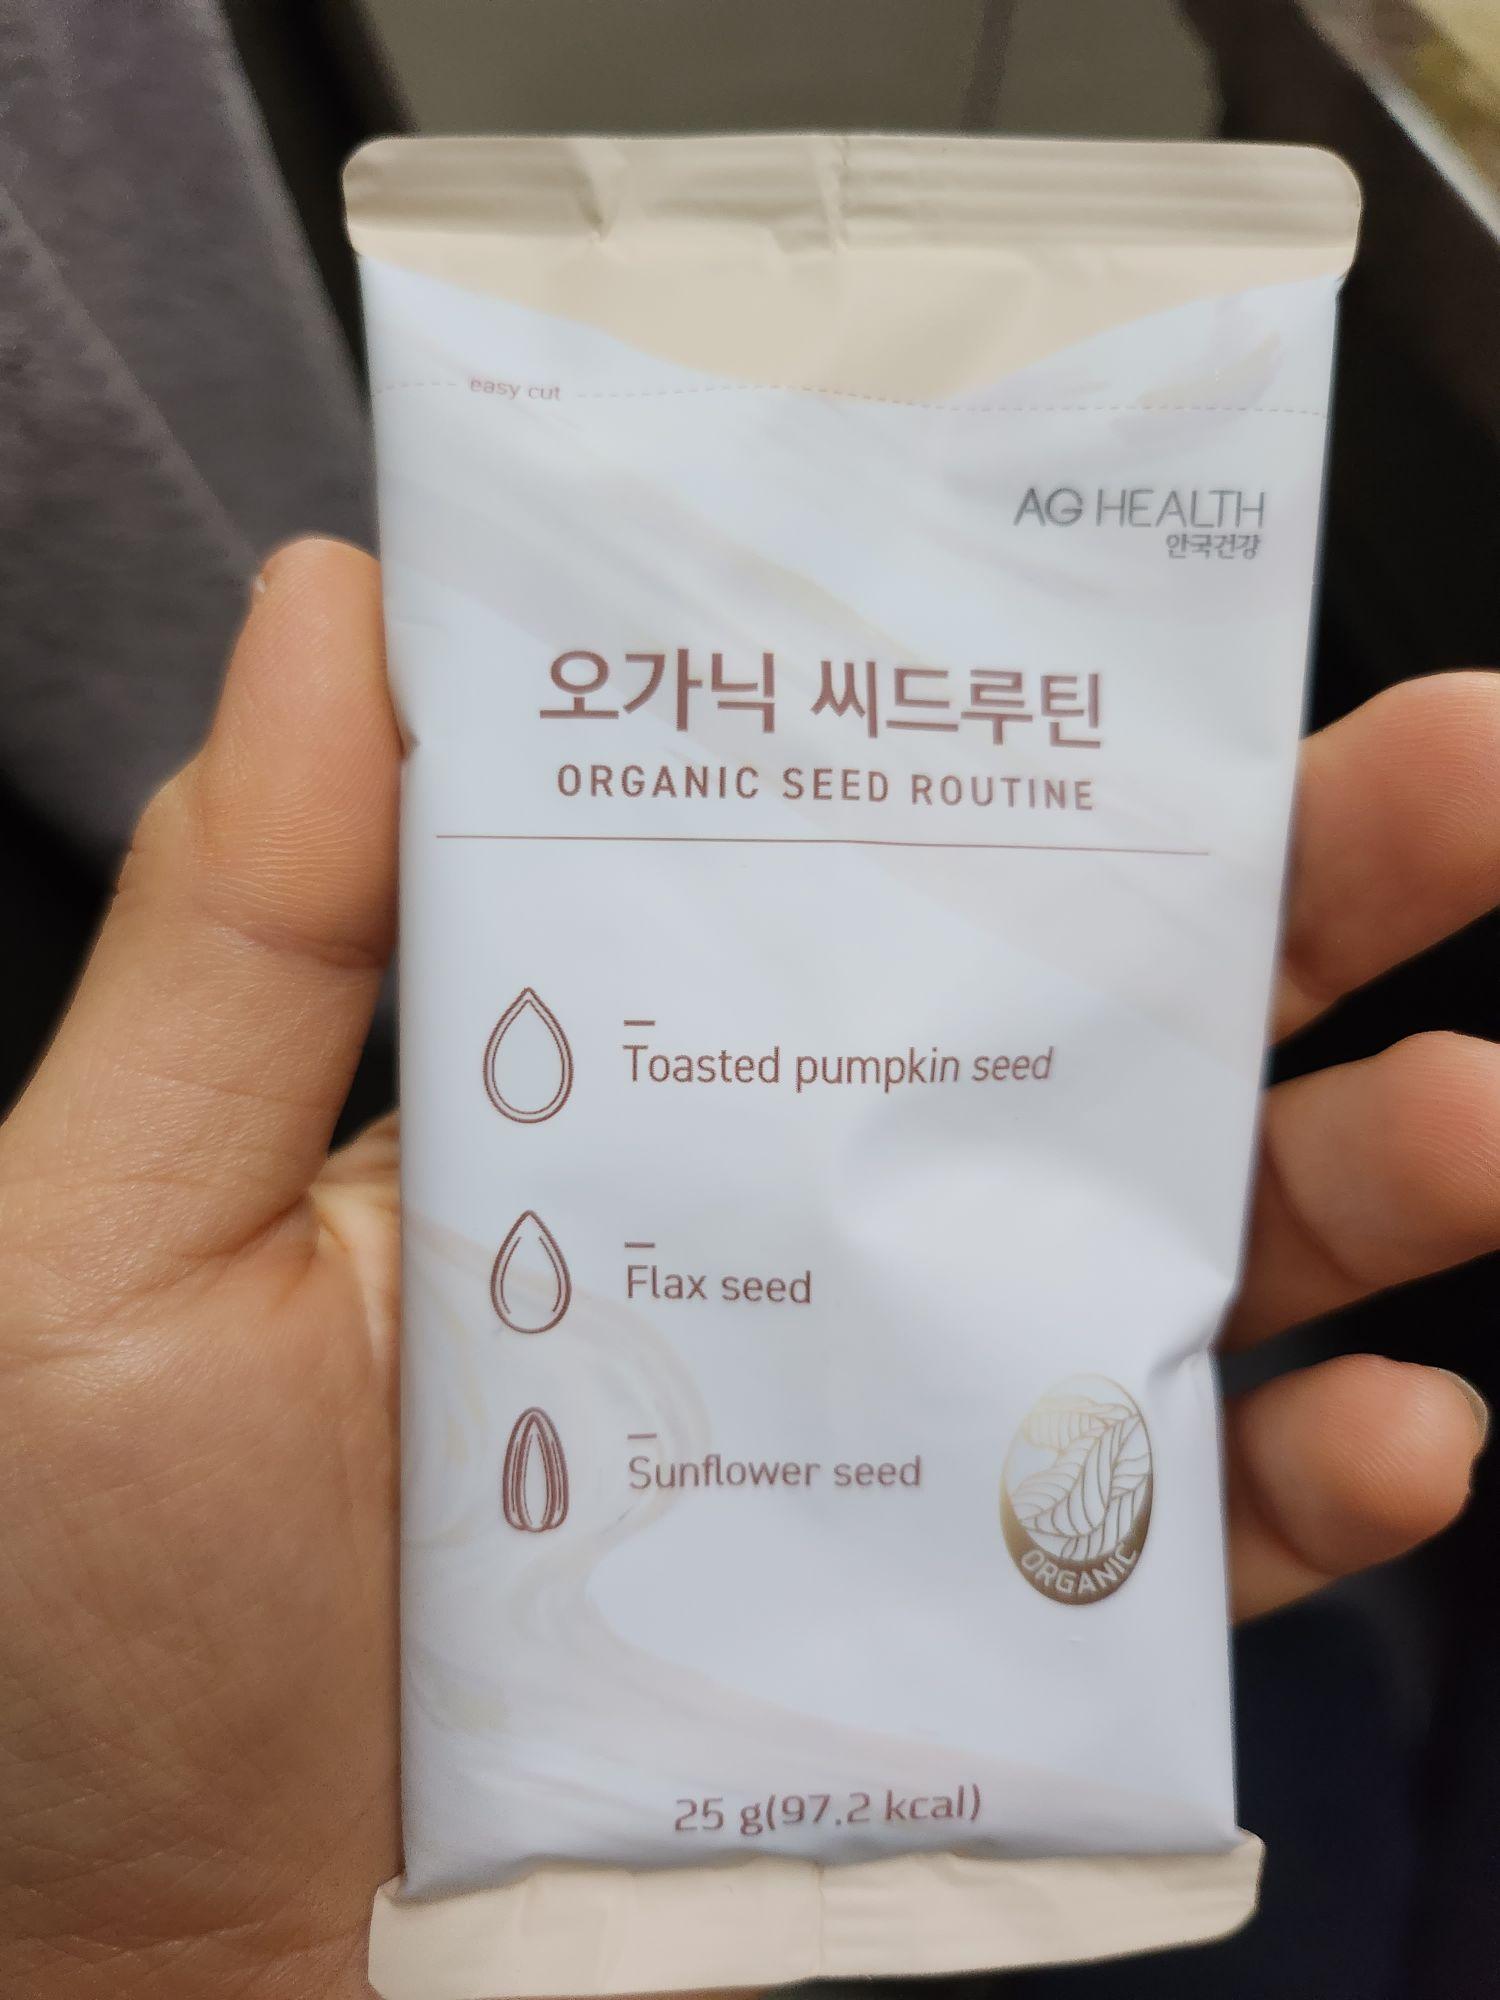 easy cut
AG HEALTH
안국건강
오가닉 씨드루틴
ORGANIC SEED ROUTINE
Toasted pumpkin seed
Flax seed
Sunflower seed
ORGANIC
25 g(97.2 kcal)